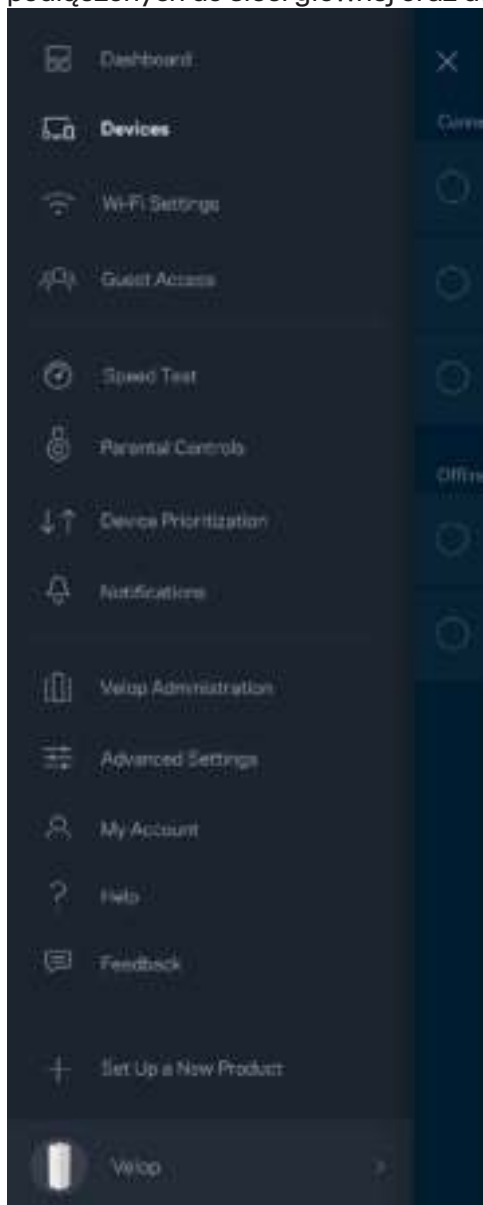 Dashboard
Devices
Wi-Fi Settings
Guest Access
Speed Test
Parental Controls
Device Prioritization
Notifications
Velop Administration
Advanced Settings
My Account
Help
Feedback
Set Up a New Product
Velop